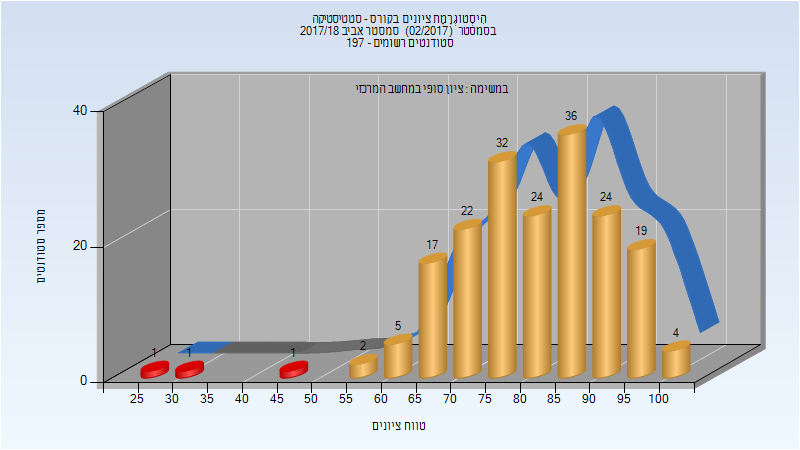 היסטוגרמת ציונים בקורס - סטטיסטיקה
בסמסטר (02/2017) סמסטר אביב 2017/18
סטודנטים רשומים - 197
במשימה : ציון סופי במחשב המרכזי
מספר סטודנטים
40
20
0
1
1
1
2
5
17
22
32
24
36
24
19
4
25 30 35 40 45 50 55 60 65 70 75 80 85 90 95 100
טווח ציונים